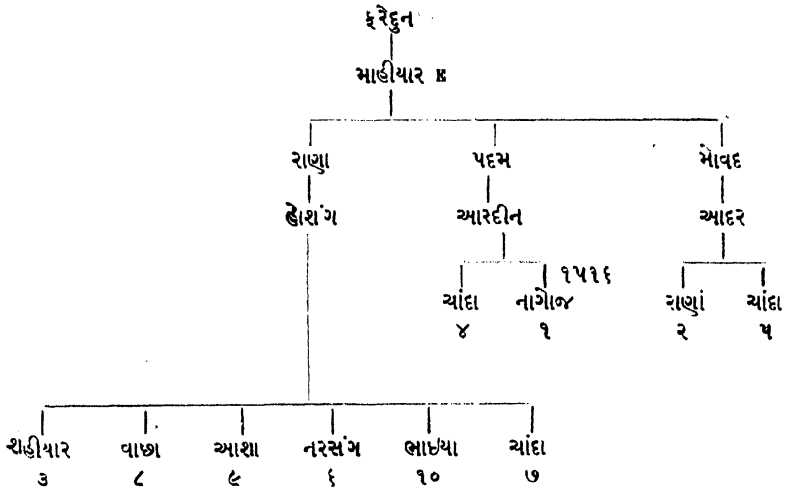 ફરેદુન
માહીયાર E
રાણા પદમ મોવદ
હોશંગ આરદીન આદર
૧૫૧૬
ચાંદા નાગોજ રાણાં ચાંદા
૪ ૧ ૨ ૫
શહીયાર વાછા આશા નરસંગ ભાઇયા ચાંદા
૩ ૮ ૯ ૬ ૧૦ ૭